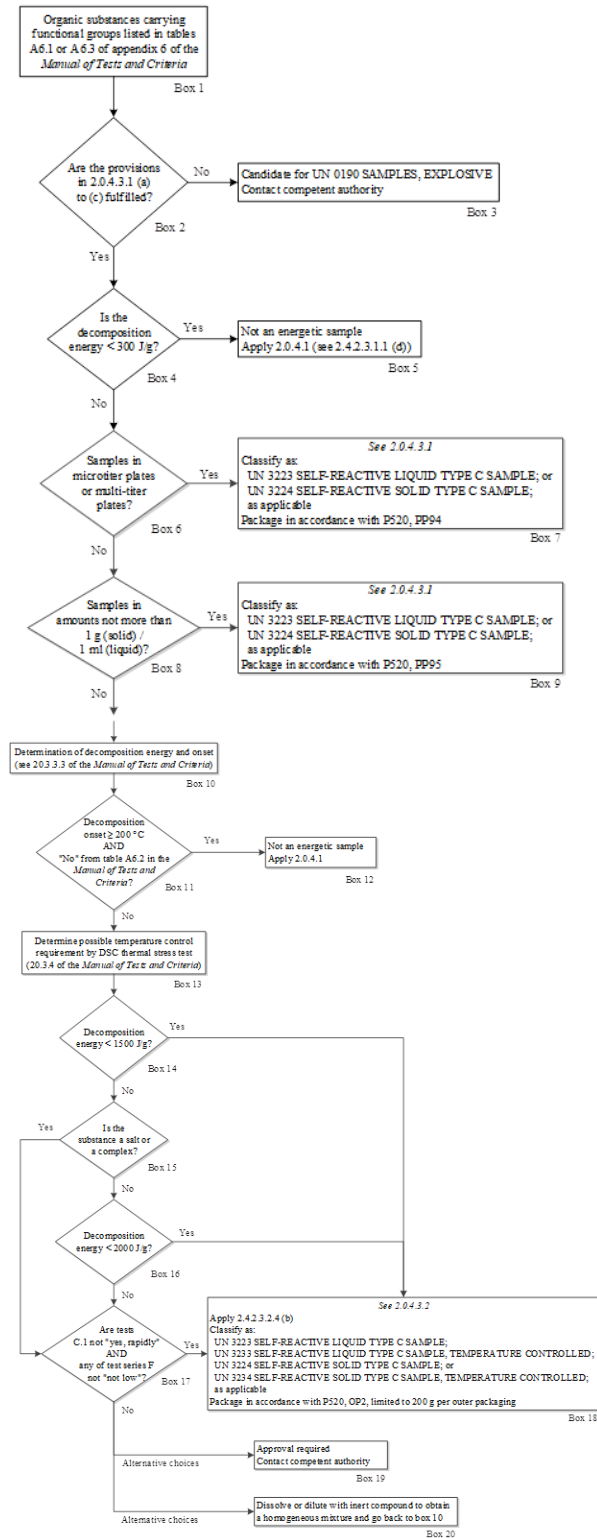 Organic substances carrying
functional groups listed in tables
A6.1 or A6.3 of appendix 6 of the
Manual of Tests and Criteria
Box 1
Are the provisions
in 2.0.4.3.1 (a)
to (c) fulfilled?
No
Candidate for UN 0190 SAMPLES, EXPLOSIVE
Contact competent authority
Box 2
Box 3
Yes
Is the
decomposition
energy < 300 J/g?
Yes
Not an energetic sample
Apply 2.0.4.1 (see 2.4.2.3.1.1 (d))
Box 4
Box 5
No
Samples in
microtiter plates
or multi-titer
plates?
Yes
See 2.0.4.3.1
Classify as:
UN 3223 SELF-REACTIVE LIQUID TYPE C SAMPLE; or
UN 3224 SELF-REACTIVE SOLID TYPE C SAMPLE;
as applicable
Package in accordance with P520, PP94
Box 6
Box 7
No
Samples in
amounts not more than
1 g (solid) /
1 ml (liquid)?
Yes
See 2.0.4.3.1
Classify as:
UN 3223 SELF-REACTIVE LIQUID TYPE C SAMPLE; or
UN 3224 SELF-REACTIVE SOLID TYPE C SAMPLE;
as applicable
Package in accordance with P520, PP95
Box 8
Box 9
No
Determination of decomposition energy and onset
(see 20.3.3.3 of the Manual of Tests and Criteria)
Box 10
Decomposition
onset ≥ 200 °C
AND
"No" from table A6.2 in the
Manual of Tests and
Criteria?
Yes
Not an energetic sample
Apply 2.0.4.1
Box 11
Box 12
No
Determine possible temperature control
requirement by DSC thermal stress test
(20.3.4 of the Manual of Tests and Criteria)
Box 13
Decomposition
energy < 1500 J/g?
Yes
Box 14
No
Is the
substance a salt or
a complex?
Yes
Box 15
No
Decomposition
energy < 2000 J/g?
Yes
Box 16
No
Are tests
C.1 not "yes, rapidly"
AND
any of test series F
not "not low"?
Yes
Box 17
See 2.0.4.3.2
Apply 2.4.2.3.2.4 (b)
Classify as:
UN 3223 SELF-REACTIVE LIQUID TYPE C SAMPLE;
UN 3233 SELF-REACTIVE LIQUID TYPE C SAMPLE, TEMPERATURE CONTROLLED;
UN 3224 SELF-REACTIVE SOLID TYPE C SAMPLE; or
UN 3234 SELF-REACTIVE SOLID TYPE C SAMPLE, TEMPERATURE CONTROLLED;
as applicable
Package in accordance with P520, OP2, limited to 200 g per outer packaging
Box 18
No
Alternative choices
Approval required
Contact competent authority
Box 19
Alternative choices
Dissolve or dilute with inert compound to obtain
a homogeneous mixture and go back to box 10
Box 20